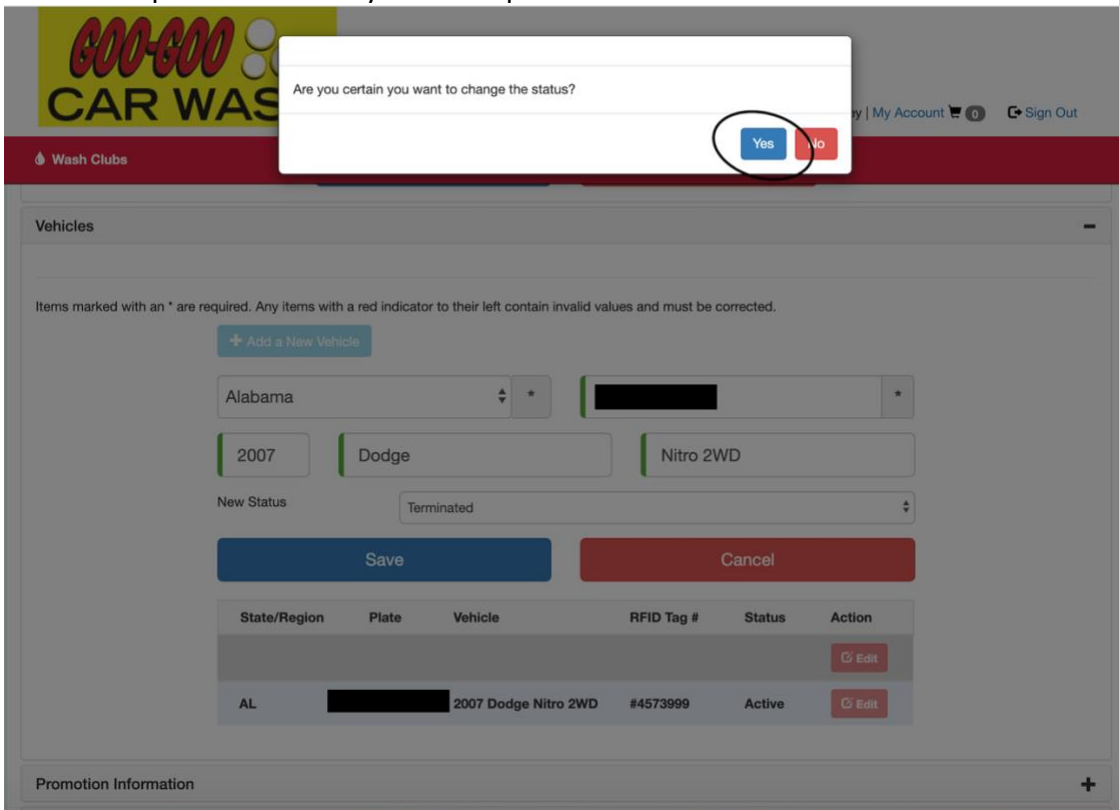 GOO-GOO
CAR WAS
Are you certain you want to change the status?
Yes No
My Account 0 Sign Out
Wash Clubs
Vehicles
Items marked with an * are required. Any items with a red indicator to their left contain invalid values and must be corrected.
+ Add a New Vehicle
Alabama * *
2007 Dodge Nitro 2WD
New Status Terminated
Save Cancel
State/Region Plate Vehicle RFID Tag # Status Action
Edit
AL 2007 Dodge Nitro 2WD #4573999 Active Edit
Promotion Information